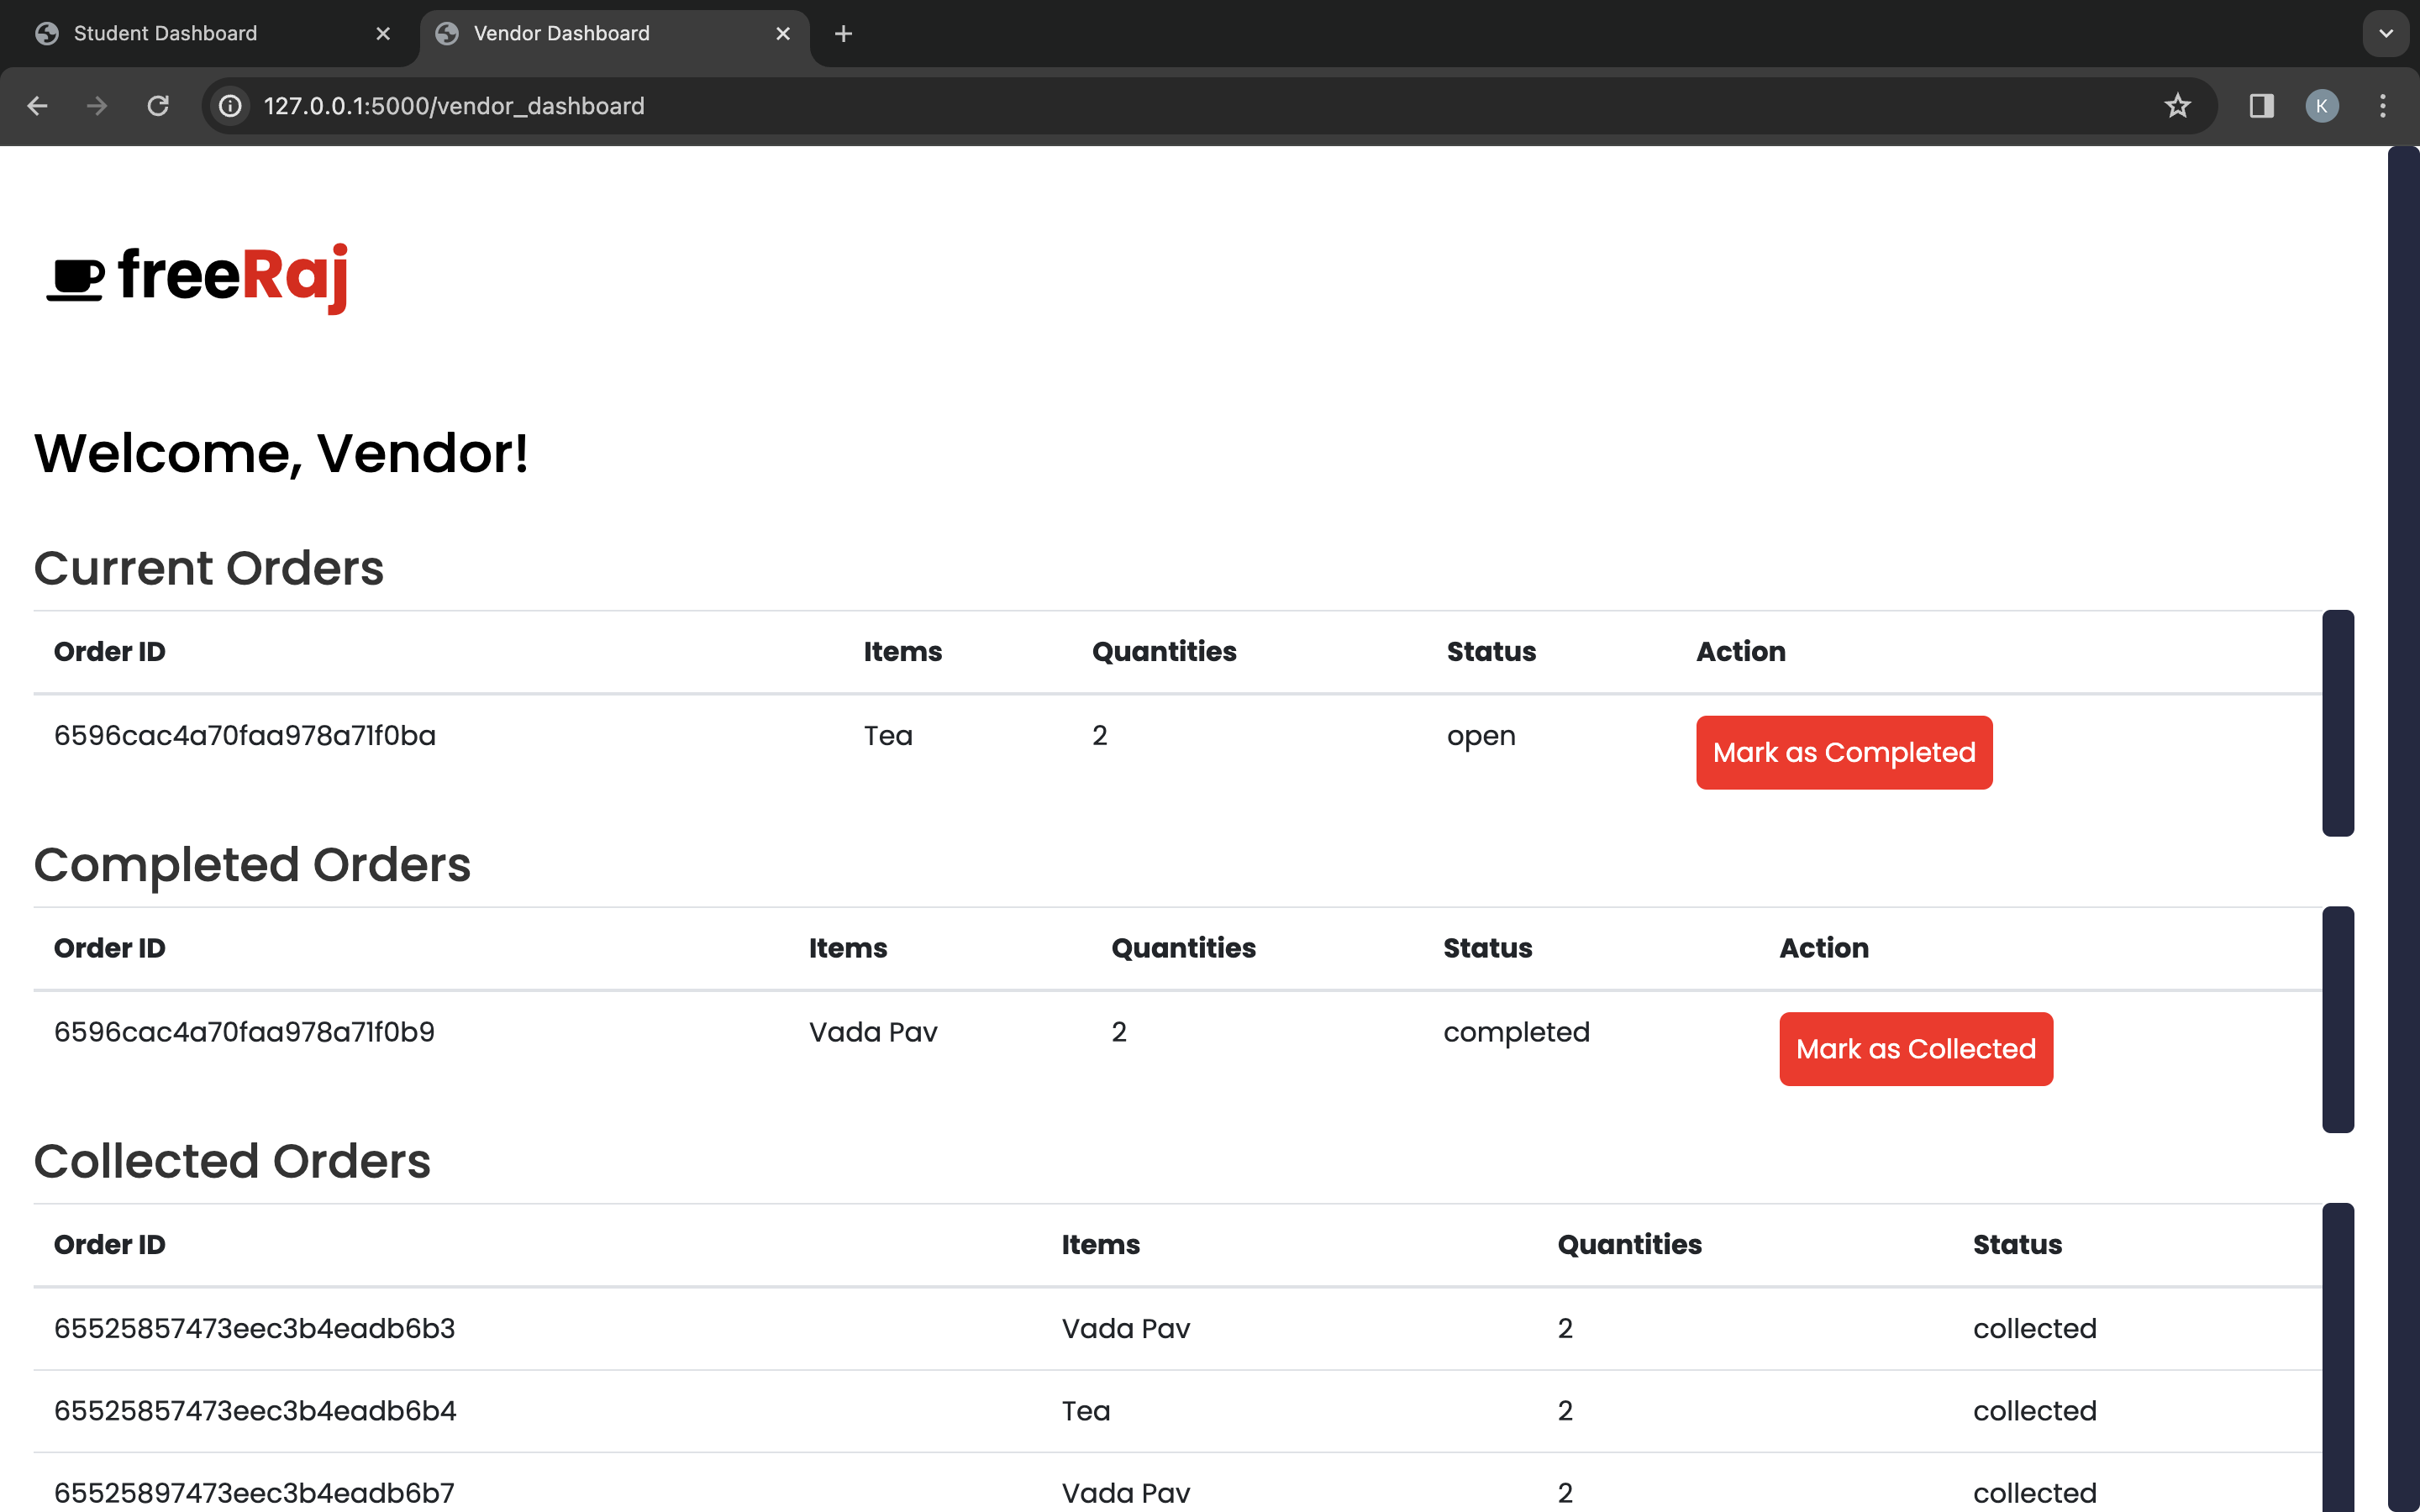 Student Dashboard
Vendor Dashboard
127.0.0.1:5000/vendor_dashboard
K
freeRaj
Welcome, Vendor!
Current Orders
Order ID Items Quantities Status Action
6596cac4a70faa978a71f0ba Tea 2 open Mark as Completed
Completed Orders
Order ID Items Quantities Status Action
6596cac4a70faa978a71f0b9 Vada Pav 2 completed Mark as Collected
Collected Orders
Order ID Items Quantities Status
65525857473eec3b4eadb6b3 Vada Pav 2 collected
65525857473eec3b4eadb6b4 Tea 2 collected
65525897473eec3b4eadb6b7 Vada Pav 2 collected